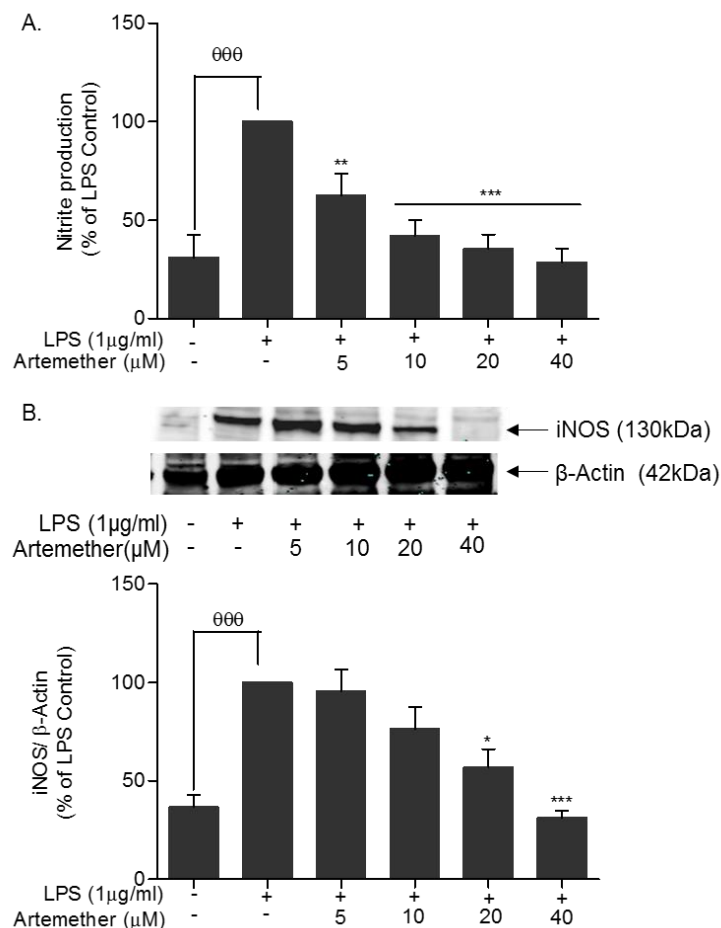 A.
Nitrite production
(% of LPS Control)
150
100
50
0
θθθ
**
***
LPS (1μg/ml) - + + + + +
Artemether (μM) - - 5 10 20 40
B.
iNOS (130kDa)
β-Actin (42kDa)
LPS (1μg/ml) - + + + + +
Artemether(μM) - - 5 10 20 40
iNOS/ β-Actin
(% of LPS Control)
150
100
50
0
θθθ
*
***
LPS (1μg/ml) - + + + + +
Artemether (μM) - - 5 10 20 40